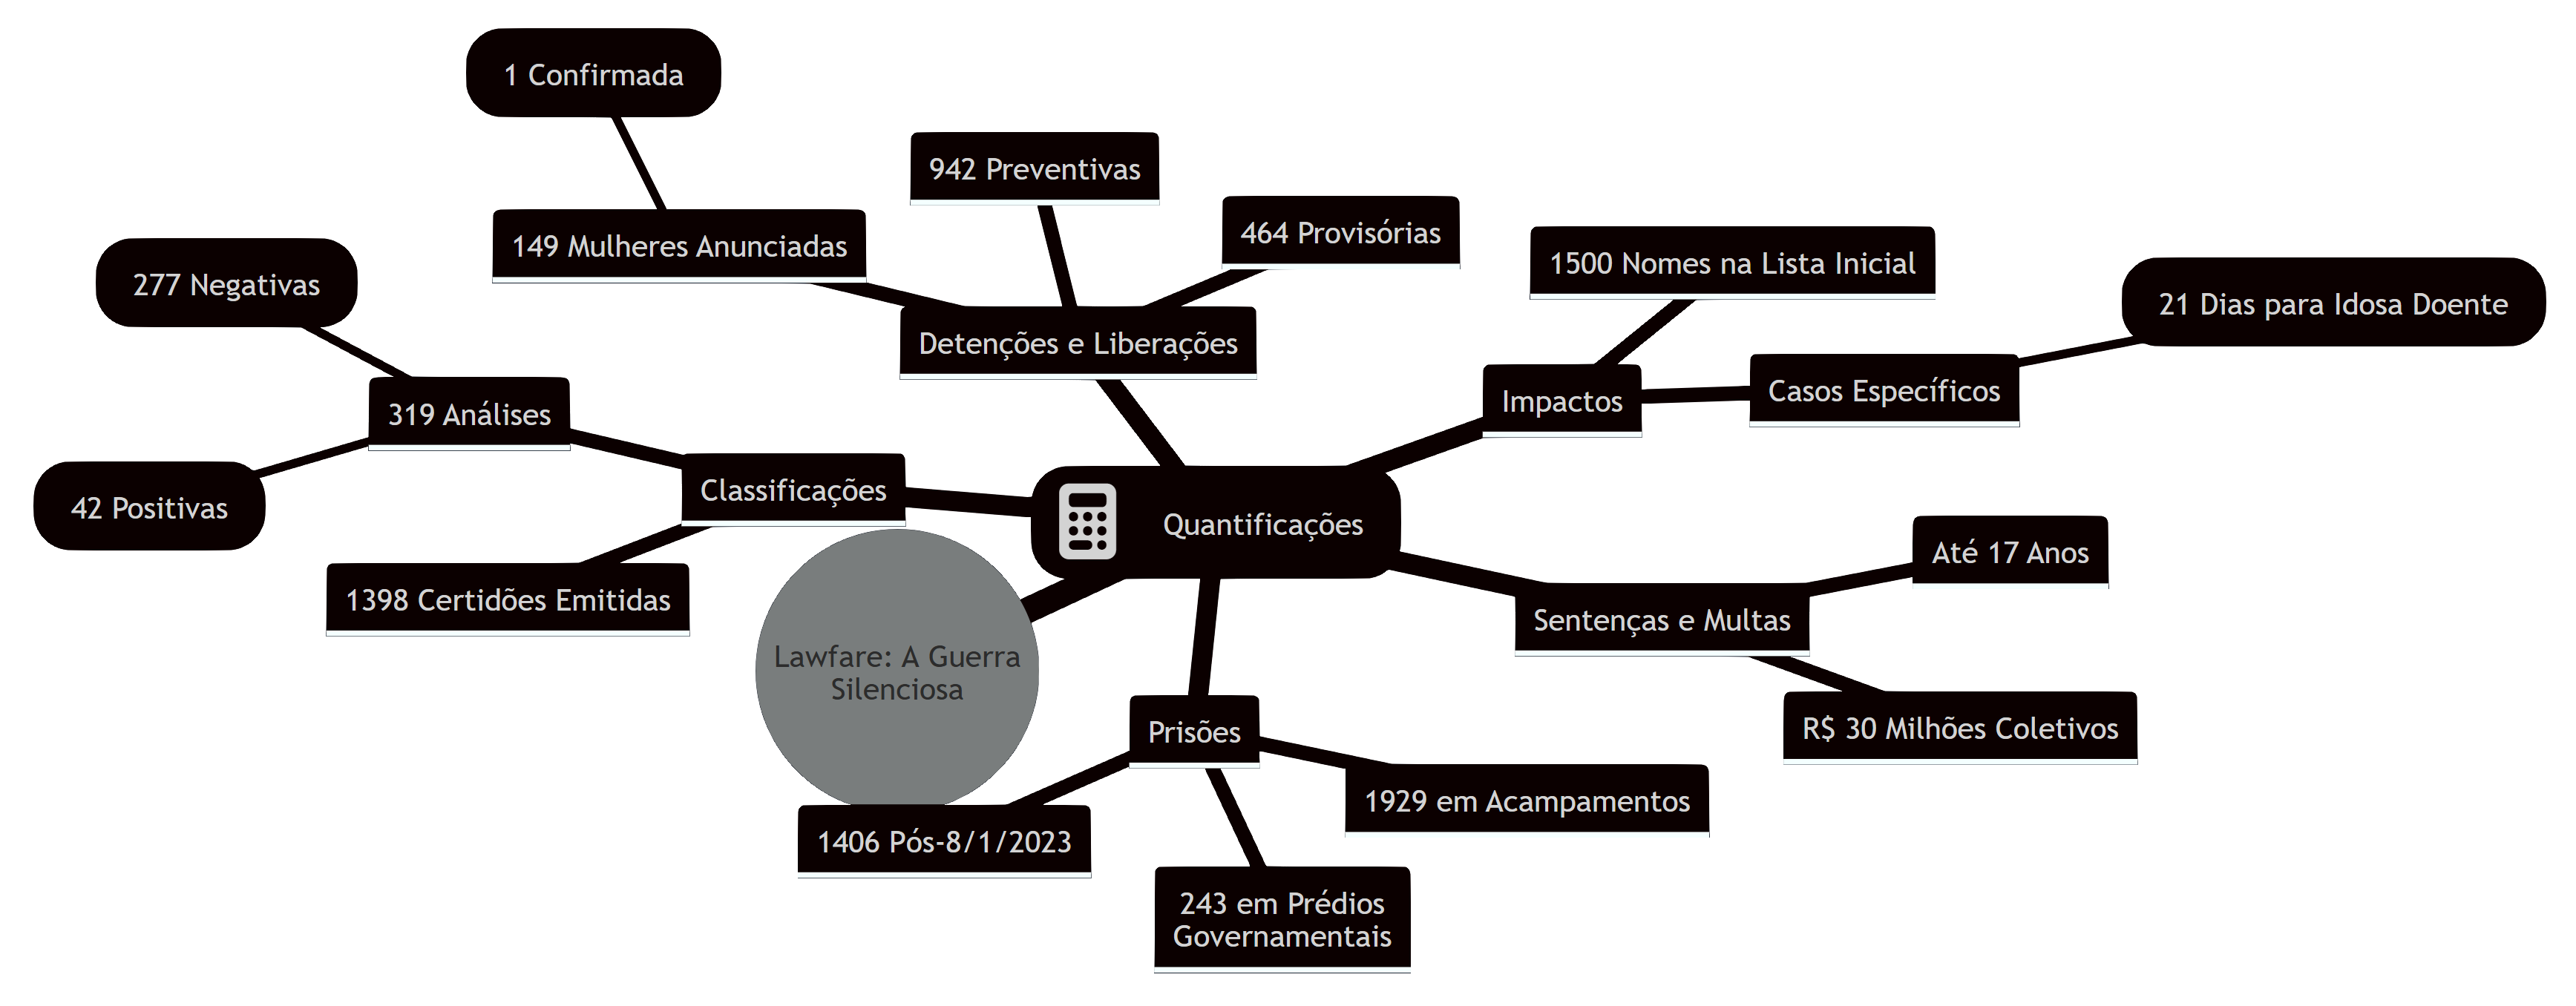 1 Confirmada
942 Preventivas
149 Mulheres Anunciadas
464 Provisórias
1500 Nomes na Lista Inicial
277 Negativas
21 Dias para Idosa Doente
Detenções e Liberações
319 Análises
Impactos
Casos Específicos
42 Positivas
Classificações
Quantificações
1398 Certidões Emitidas
Até 17 Anos
Sentenças e Multas
Lawfare: A Guerra
Silenciosa
Prisões
R$ 30 Milhões Coletivos
1929 em Acampamentos
1406 Pós-8/1/2023
243 em Prédios
Governamentais